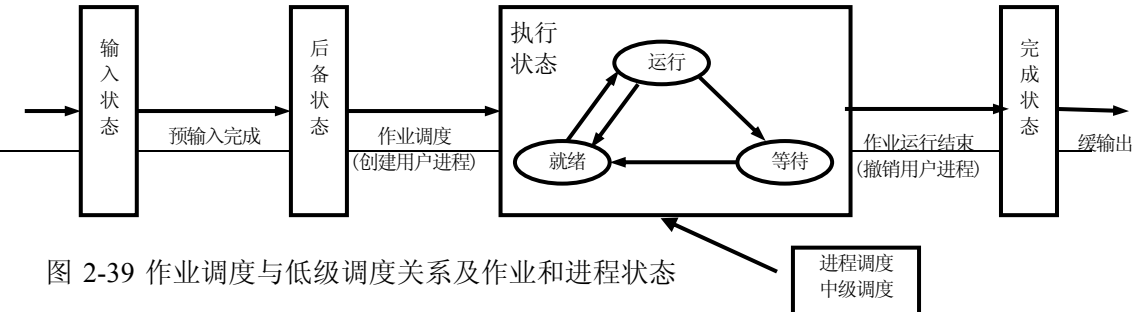 输入状态
预输入完成
后备状态
作业调度
(创建用户进程)
执行
状态
运行
就绪
等待
作业运行结束
(撤销用户进程)
完成状态
缓输出
进程调度
中级调度
图 2-39 作业调度与低级调度关系及作业和进程状态